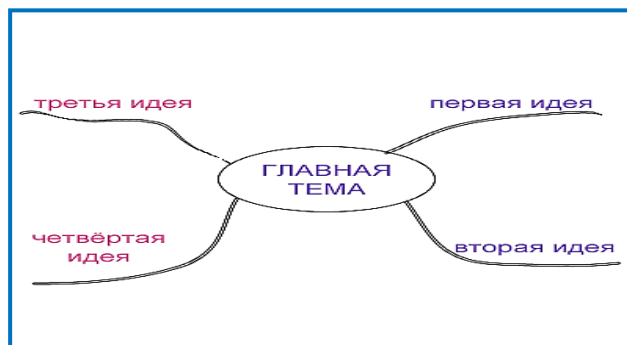 третья идея
первая идея
ГЛАВНАЯ
ТЕМА
четвёртая
идея
вторая идея